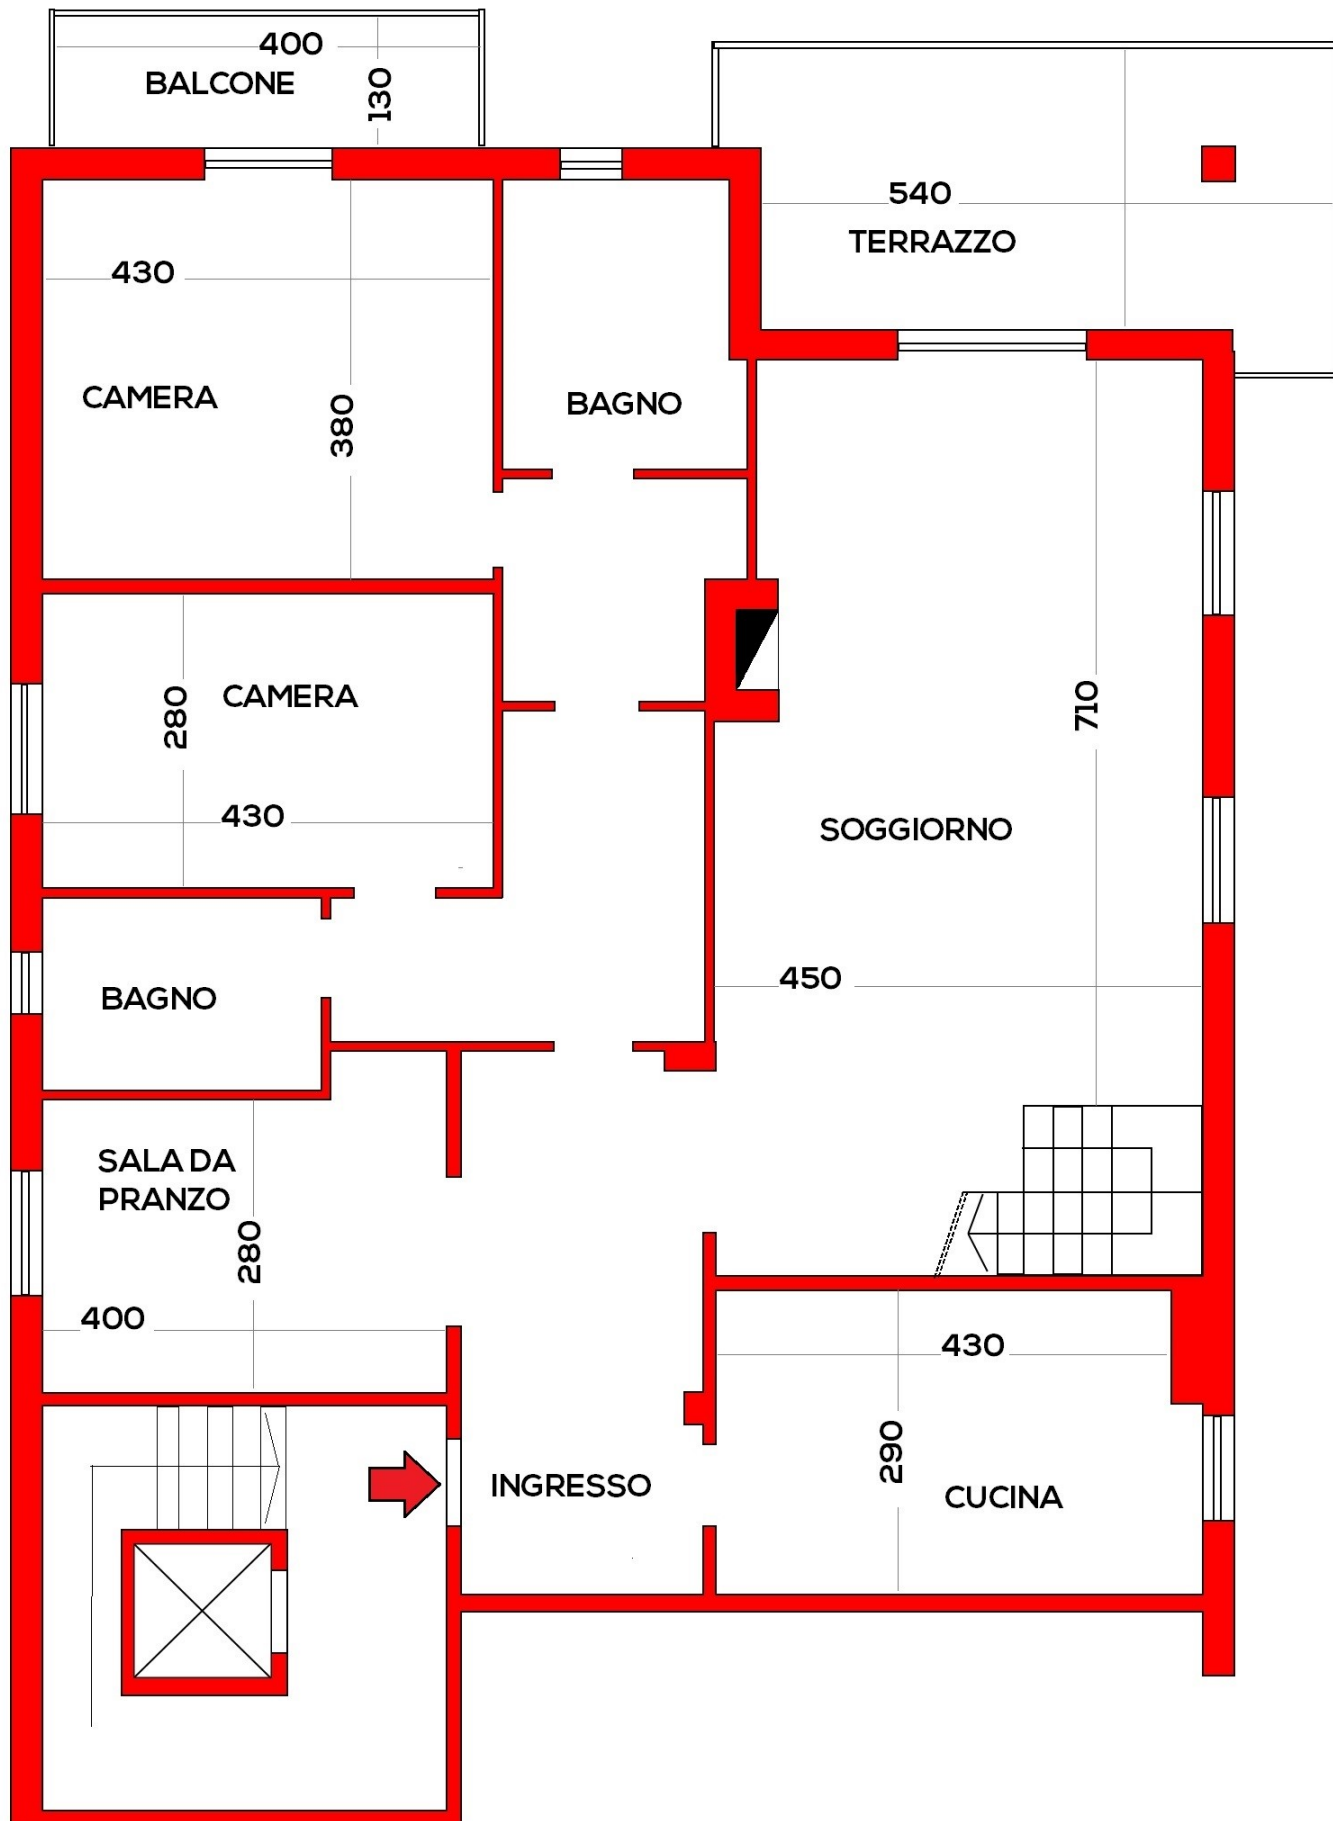 400
BALCONE
130
540
TERRAZZO
430
CAMERA
380
BAGNO
CAMERA
280
430
710
SOGGIORNO
450
BAGNO
SALA DA
PRANZO
280
400
430
290
INGRESSO
CUCINA